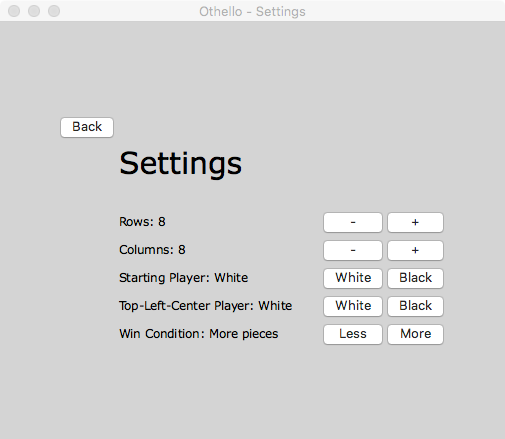 Othello - Settings
Back
Settings
Rows: 8 - +
Columns: 8 - +
Starting Player: White White Black
Top-Left-Center Player: White White Black
Win Condition: More pieces Less More